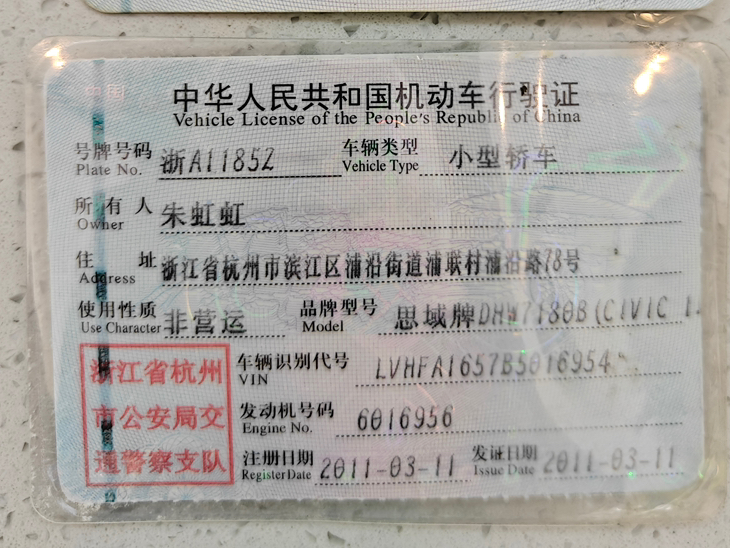 中国
中华人民共和国机动车行驶证
Vehicle License of the People's Republic of China
号牌号码 浙A11852 车辆类型 小型轿车
Plate No. Vehicle Type
所有人 朱虹虹
Owner
住址 浙江省杭州市滨江区浦沿街道浦联村浦沿路78号
Address
使用性质 非营运 品牌型号 思域牌DHW7180B(CIVIC 1.
Use Character Model
浙江省杭州
市公安局交
通警察支队
车辆识别代号 LVHFA1657B5016954
VIN
发动机号码 6016956
Engine No.
注册日期 2011-03-11 发证日期 2011-03-11
Register Date Issue Date